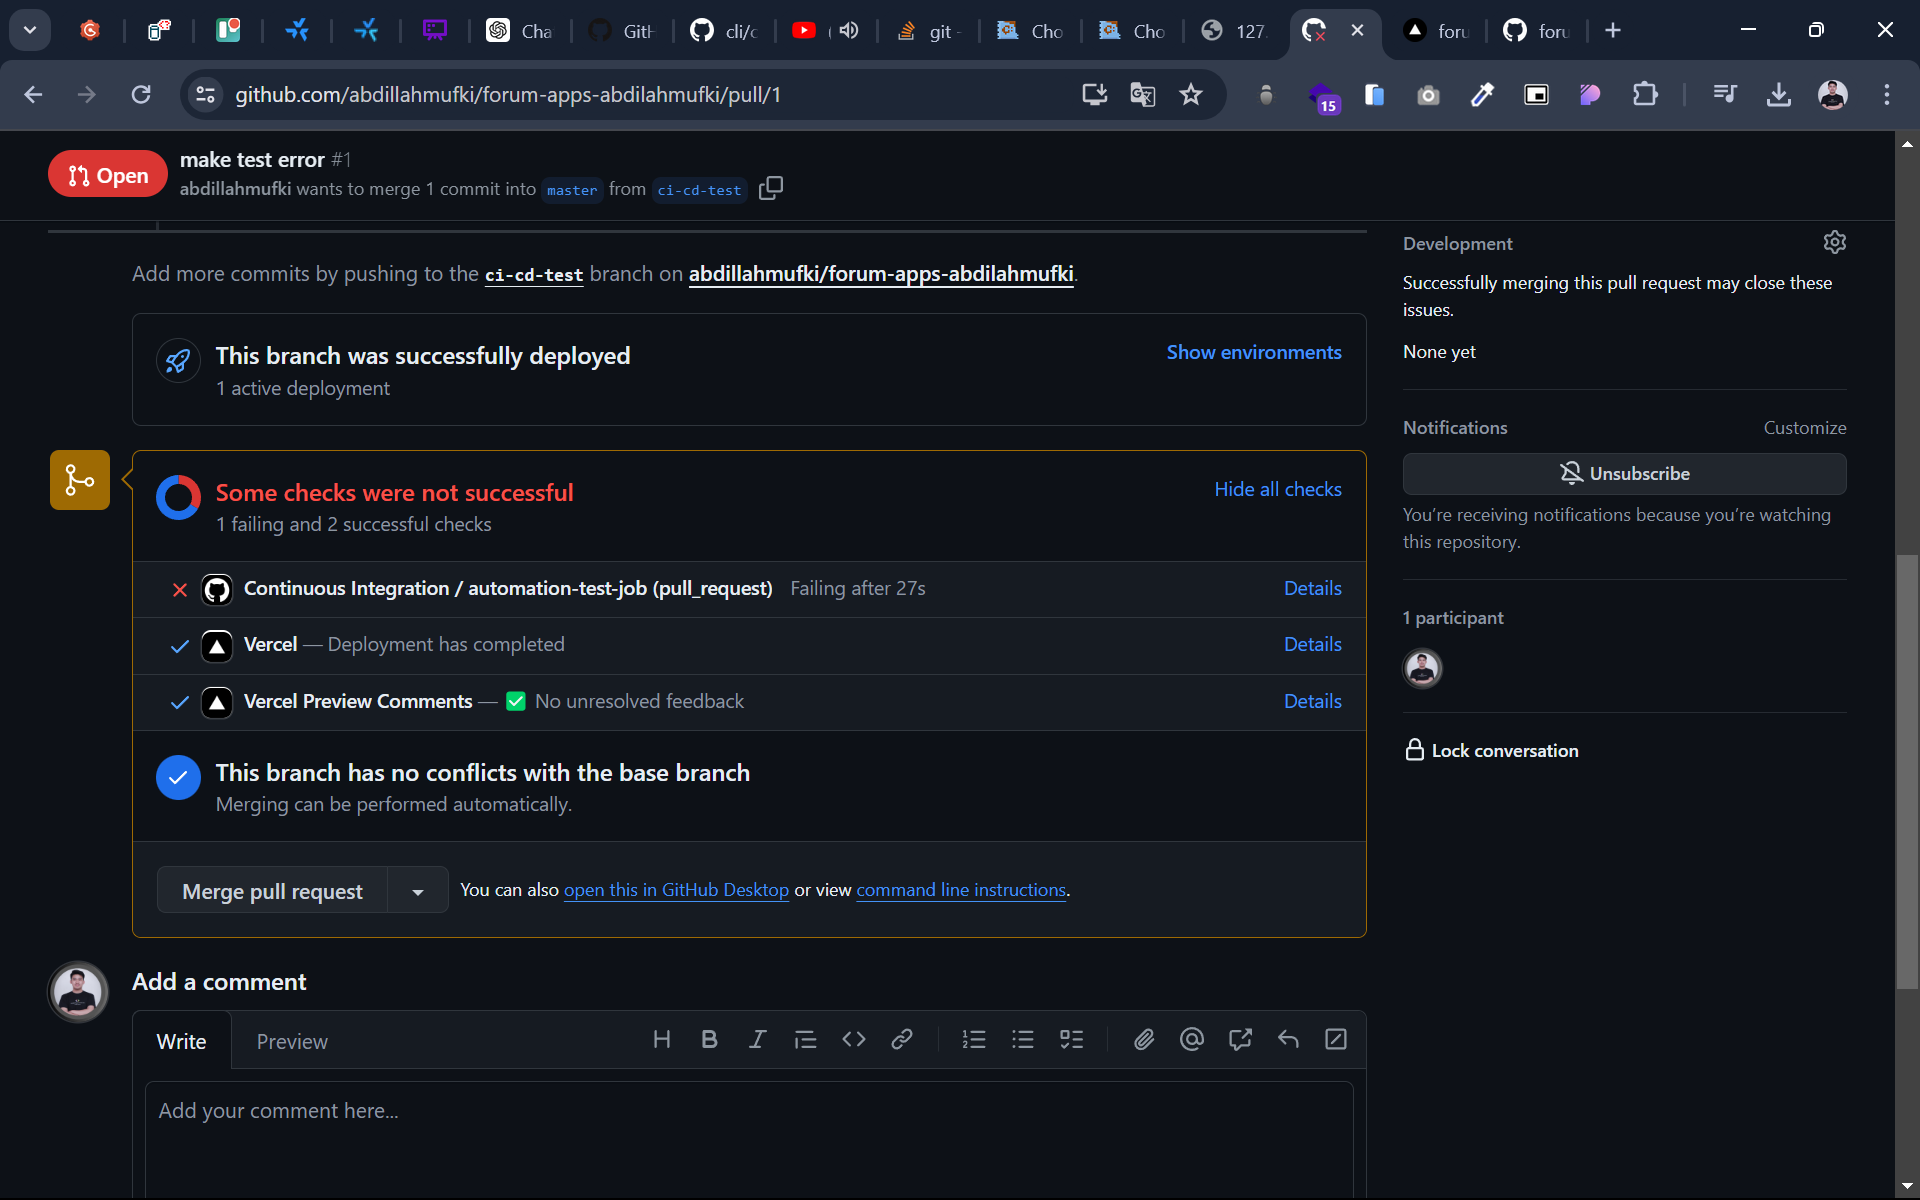 Cha
Gith
cli/c
git -
Cho
Cho
127.
foru
foru
github.com/abdillahmufki/forum-apps-abdilahmufki/pull/1
15
Open
make test error #1
abdillahmufki wants to merge 1 commit into master from ci-cd-test
Add more commits by pushing to the ci-cd-test branch on abdillahmufki/forum-apps-abdilahmufki.
This branch was successfully deployed
Show environments
1 active deployment
Some checks were not successful
Hide all checks
1 failing and 2 successful checks
Continuous Integration / automation-test-job (pull_request) Failing after 27s
Details
Vercel — Deployment has completed
Details
Vercel Preview Comments — ✅ No unresolved feedback
Details
This branch has no conflicts with the base branch
Merging can be performed automatically.
Merge pull request
You can also open this in GitHub Desktop or view command line instructions.
Add a comment
Write
Preview
Add your comment here...
Development
Successfully merging this pull request may close these
issues.
None yet
Notifications
Customize
Unsubscribe
You're receiving notifications because you're watching
this repository.
1 participant
Lock conversation